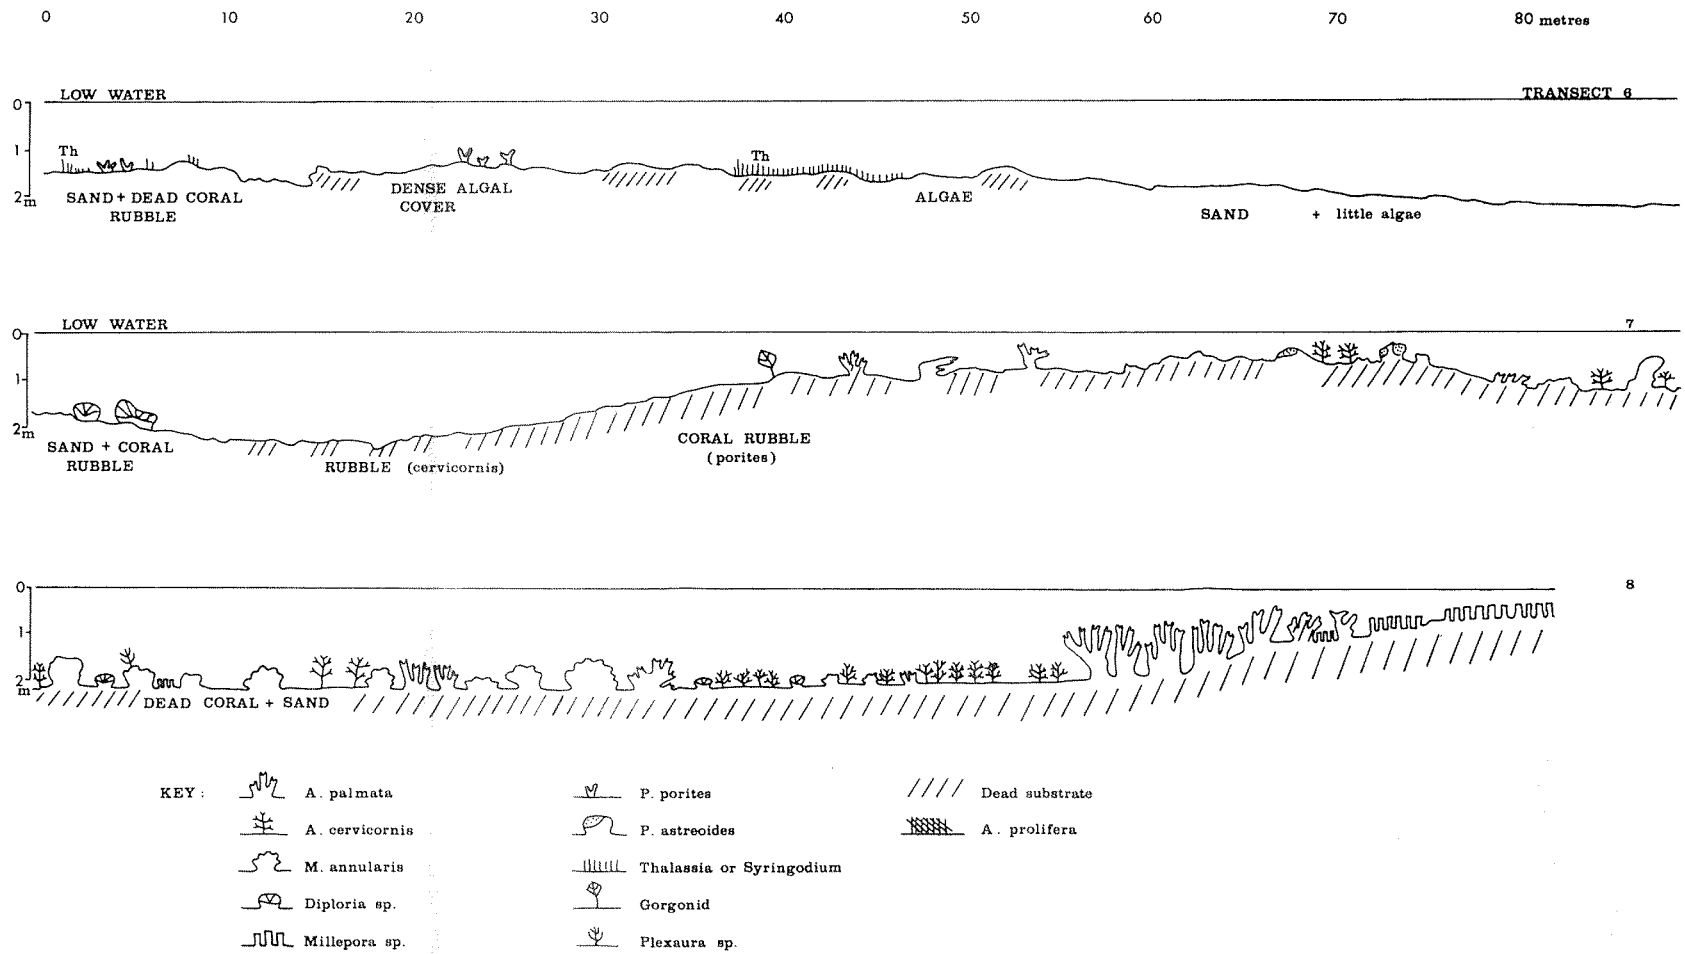 0 10 20 30 40 50 60 70 80 metres
LOW WATER TRANSECT 6
0
1
2
m
Th Th
SAND + DEAD CORAL
RUBBLE
DENSE ALGAL
COVER
ALGAE
SAND + little algae
LOW WATER 7
0
1
2
m
SAND + CORAL
RUBBLE
RUBBLE (cervicornis)
CORAL RUBBLE
(porites)
8
0
1
2
m
DEAD CORAL + SAND
KEY: A. palmata P. porites Dead substrate
A. cervicornis P. astreoides A. prolifera
M. annularis Thalassia or Syringodium
Diploria sp. Gorgonid
Millepora sp. Plexaura sp.